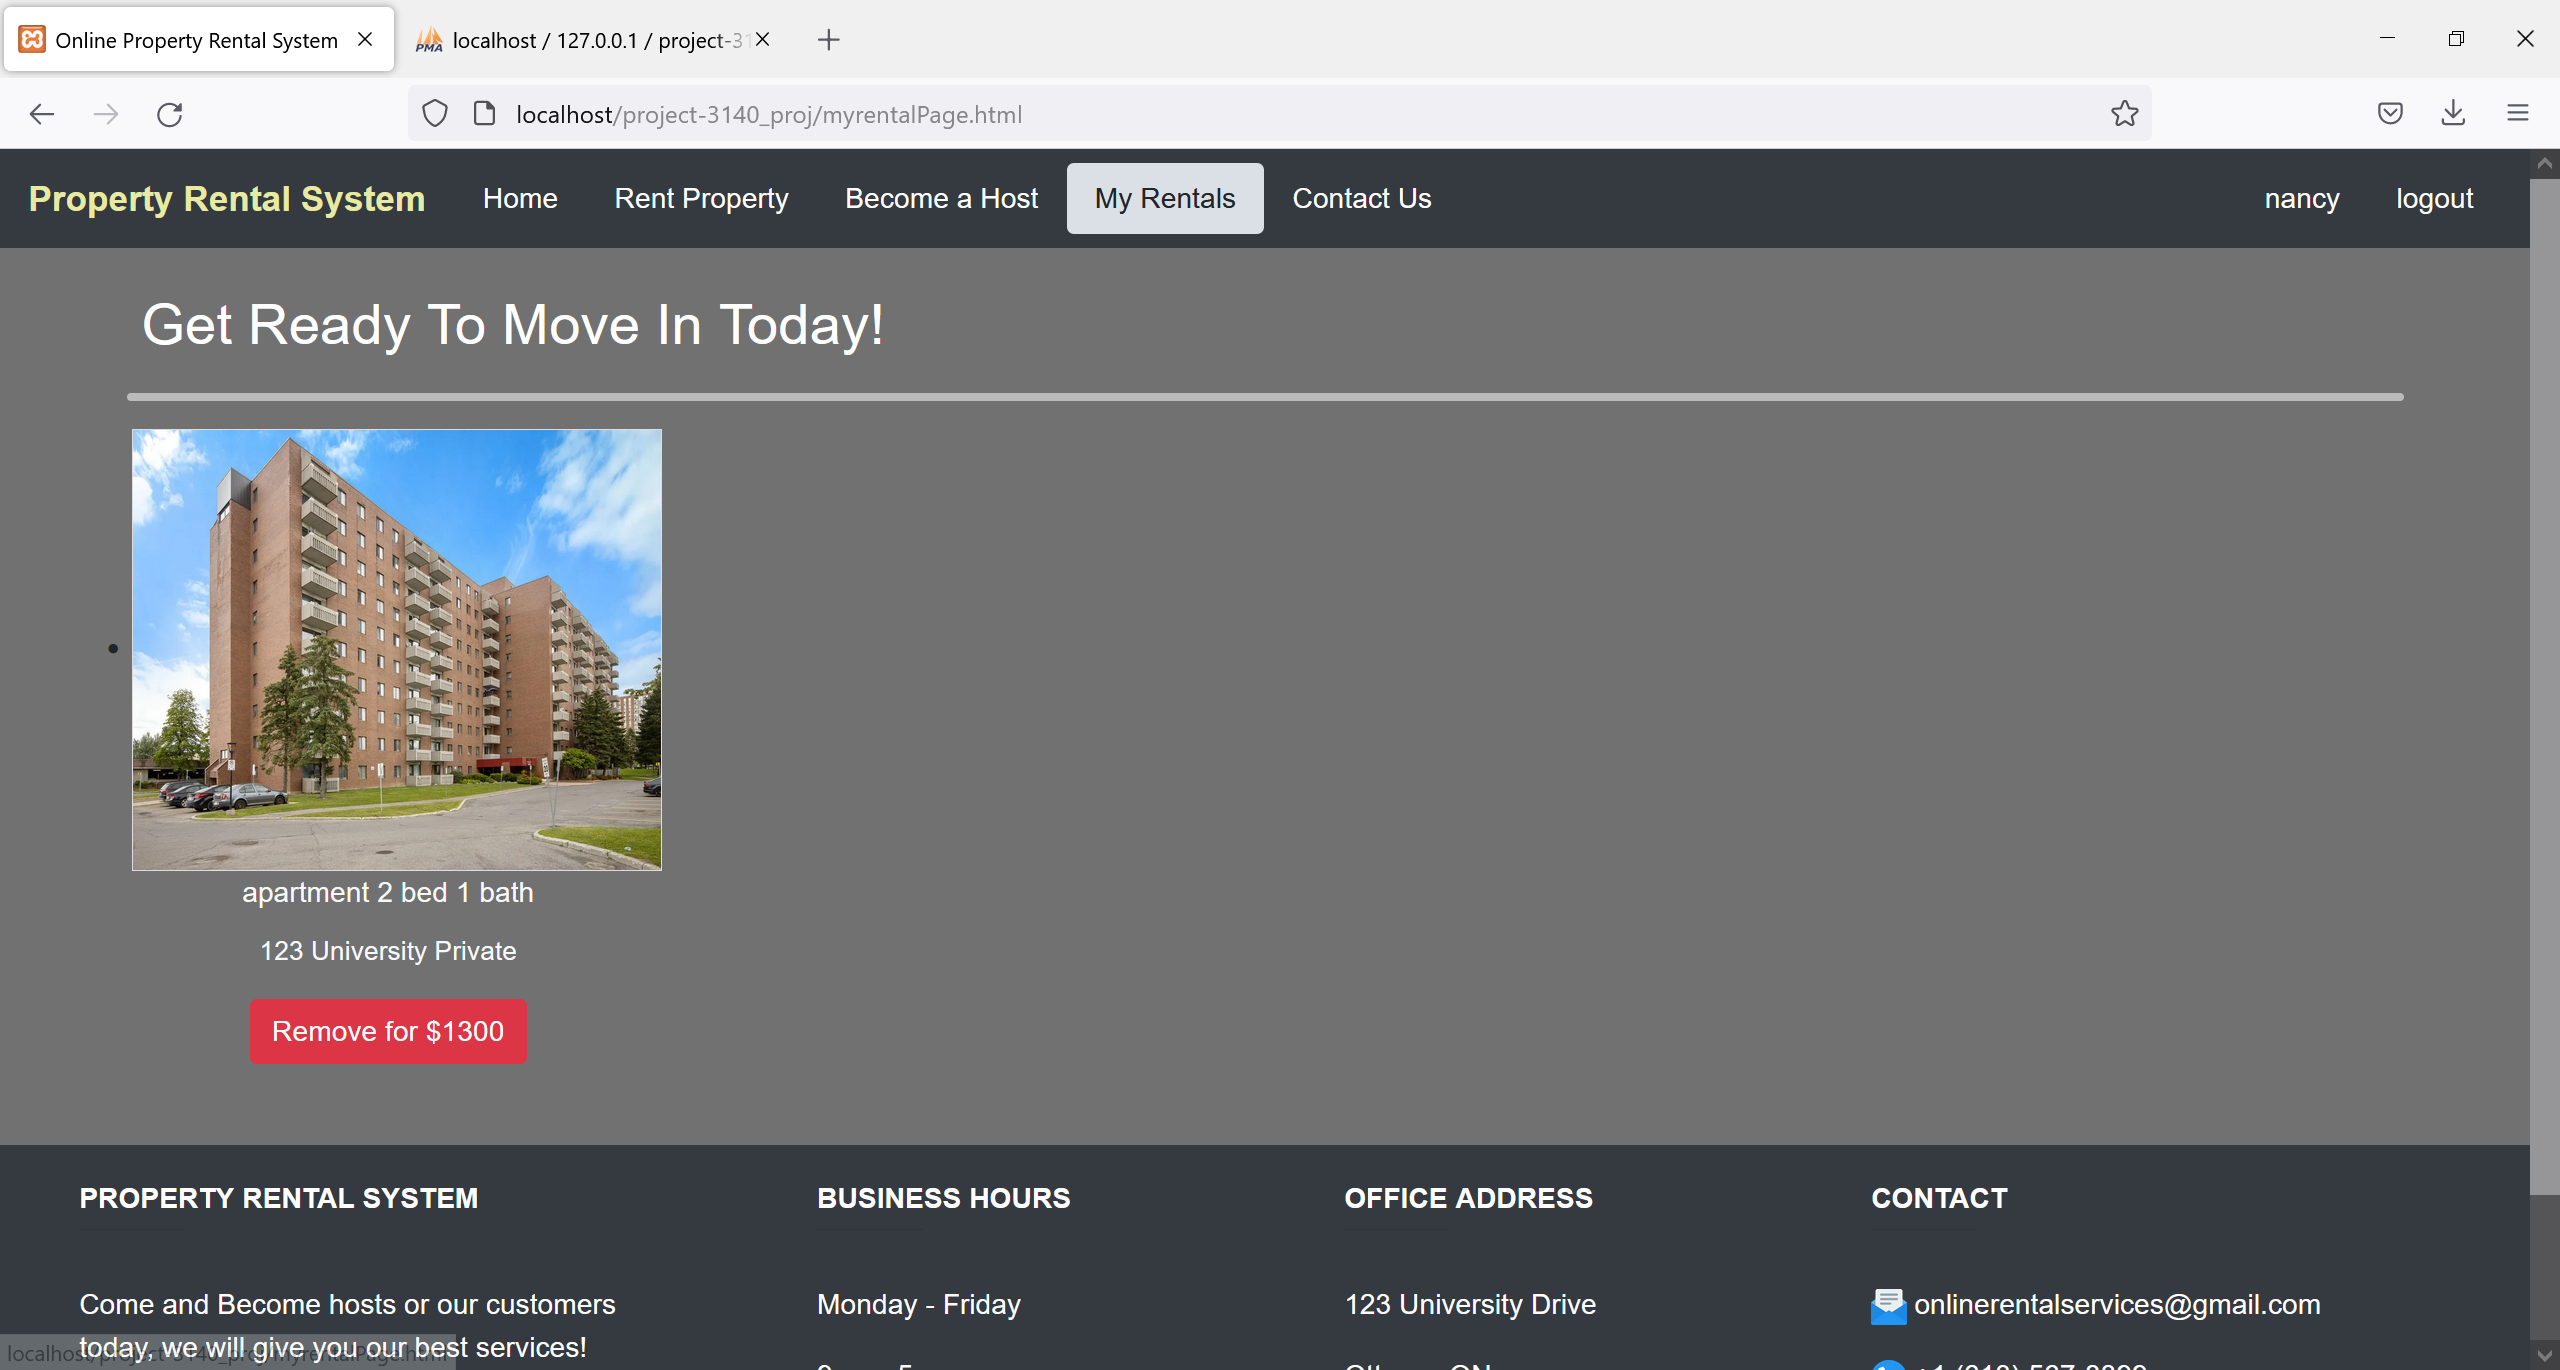 Online Property Rental System
localhost / 127.0.0.1 / project-31
localhost/project-3140_proj/myrentalPage.html
Property Rental System
Home
Rent Property
Become a Host
My Rentals
Contact Us
nancy
logout
Get Ready To Move In Today!
apartment 2 bed 1 bath
123 University Private
Remove for $1300
PROPERTY RENTAL SYSTEM
BUSINESS HOURS
OFFICE ADDRESS
CONTACT
Come and Become hosts or our customers
today, we will give you our best services!
Monday - Friday
123 University Drive
onlinerentalservices@gmail.com
localhost/project-3140_proj/myrentalPage.html